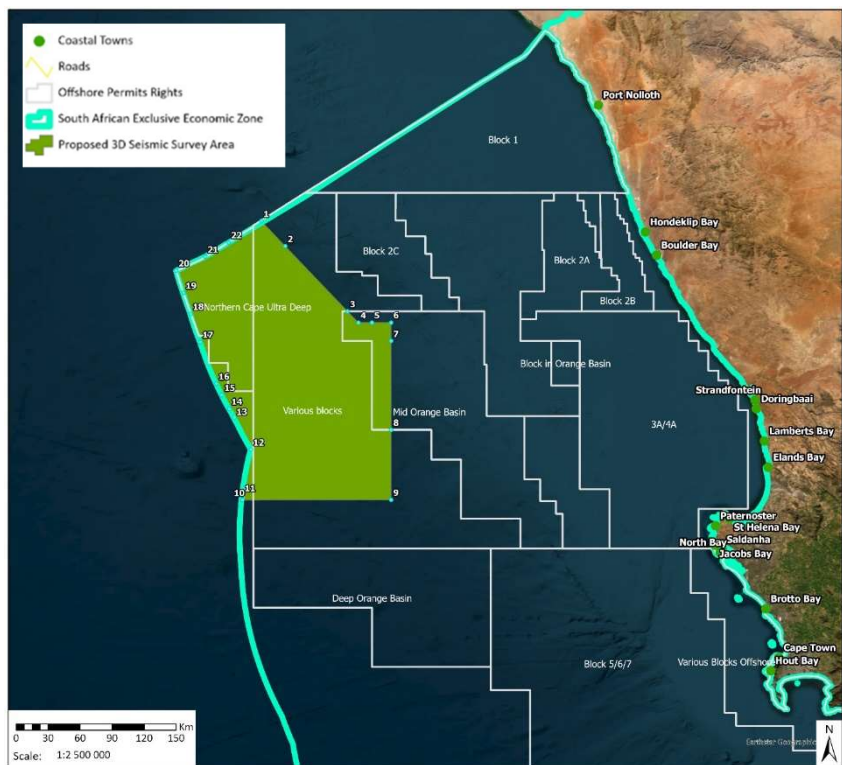 Coastal Towns
Roads
Offshore Permits Rights
South African Exclusive Economic Zone
Proposed 3D Seismic Survey Area
Port Nolloth
Block 1
1
Hondeklip Bay
22
2
Block 2C
Boulder Bay
21
Block 2A
20
19
Block 2B
18
Northern Cape Ultra Deep
3
4
5
6
17
7
Block in Orange Basin
16
15
Strandfontein
Doringbaai
14
13
Various blocks
Mid Orange Basin
3A/4A
8
Lamberts Bay
12
Elands Bay
11
10
9
Paternoster
St Helena Bay
North Bay
Saldanha
Jacobs Bay
Deep Orange Basin
Brotto Bay
Block 5/6/7
Various Blocks Offshore
Cape Town
Hout Bay
Km
0 30 60 90 120 150
Scale: 1:2 500 000
N
Earthstar Geographics